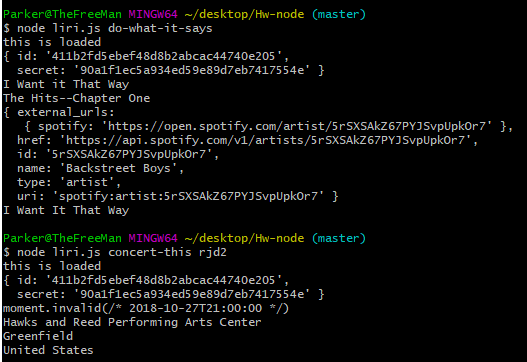 Parker@TheFreeMan MINGW64 ~/desktop/Hw-node (master)
$ node liri.js do-what-it-says
this is loaded
{ id: '411b2fd5ebef48d8b2abcac44740e205',
  secret: '90a1f1ec5a934ed59e89d7eb7417554e' }
I Want it That Way
The Hits--Chapter One
{ external_urls:
   { spotify: 'https://open.spotify.com/artist/5rSXSAkZ67PYJSvpUpkOr7' },
  href: 'https://api.spotify.com/v1/artists/5rSXSAkZ67PYJSvpUpkOr7',
  id: '5rSXSAkZ67PYJSvpUpkOr7',
  name: 'Backstreet Boys',
  type: 'artist',
  uri: 'spotify:artist:5rSXSAkZ67PYJSvpUpkOr7' }
I Want It That Way
Parker@TheFreeMan MINGW64 ~/desktop/Hw-node (master)
$ node liri.js concert-this rjd2
this is loaded
{ id: '411b2fd5ebef48d8b2abcac44740e205',
  secret: '90a1f1ec5a934ed59e89d7eb7417554e' }
moment.invalid(/* 2018-10-27T21:00:00 */)
Hawks and Reed Performing Arts Center
Greenfield
United States